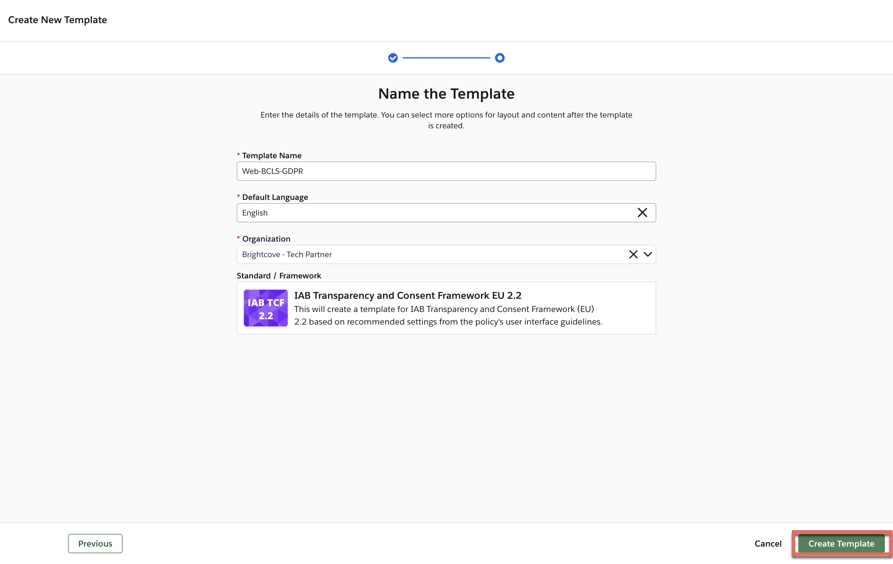 Create New Template
Name the Template
Enter the details of the template. You can select more options for layout and content after the template
is created.
* Template Name
Web-BCLS-GDPR
* Default Language
English
* Organization
Brightcove - Tech Partner
Standard / Framework
IAB TCF
2.2
IAB Transparency and Consent Framework EU 2.2
This will create a template for IAB Transparency and Consent Framework (EU)
2.2 based on recommended settings from the policy's user interface guidelines.
Previous
Cancel
Create Template